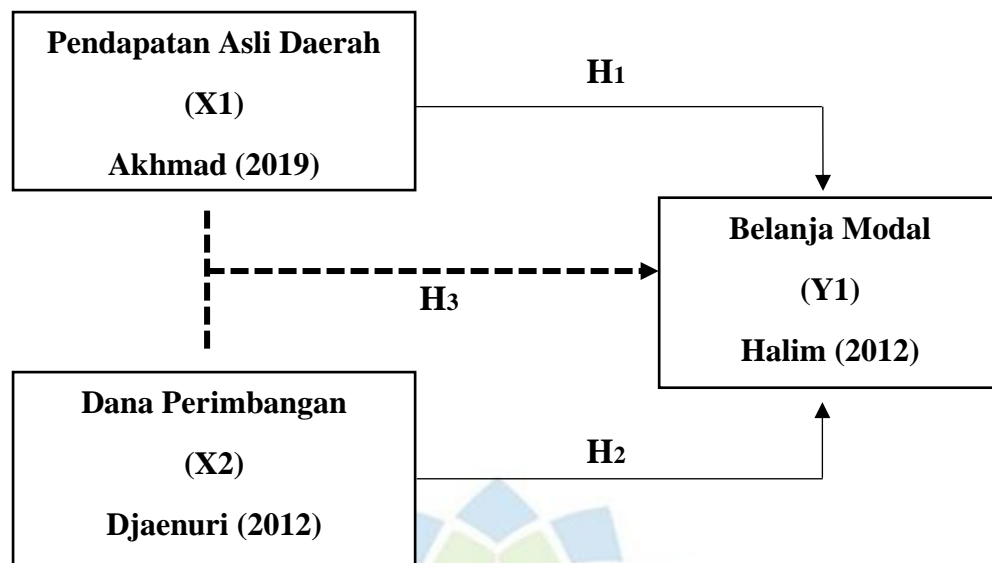 Pendapatan Asli Daerah
(X1)
Akhmad (2019)
H1
Belanja Modal
(Y1)
Halim (2012)
H3
Dana Perimbangan
(X2)
Djaenuri (2012)
H2